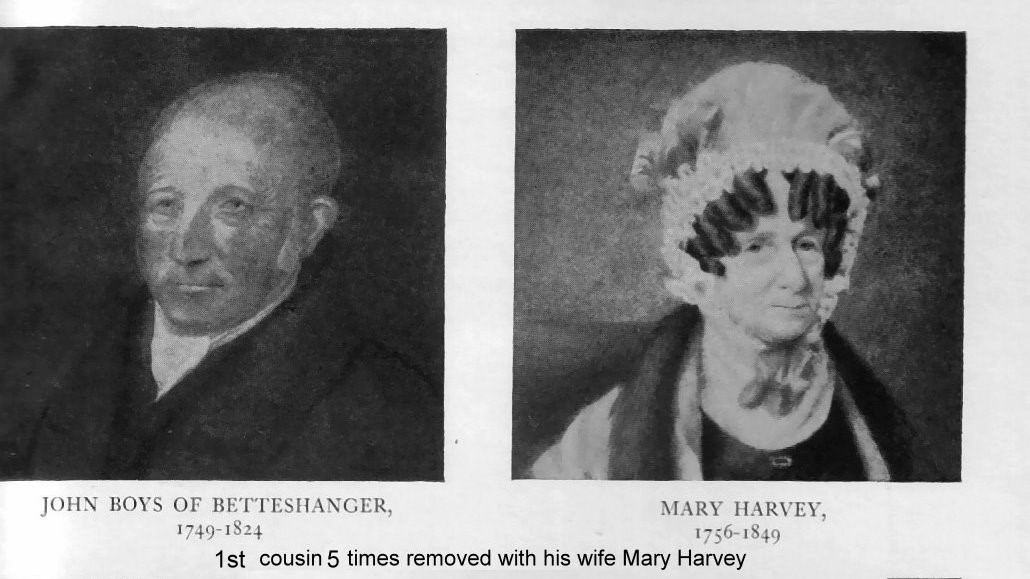 JOHN BOYS OF BETTESHANGER,
1749-1824
MARY HARVEY,
1756-1849
1st cousin 5 times removed with his wife Mary Harvey